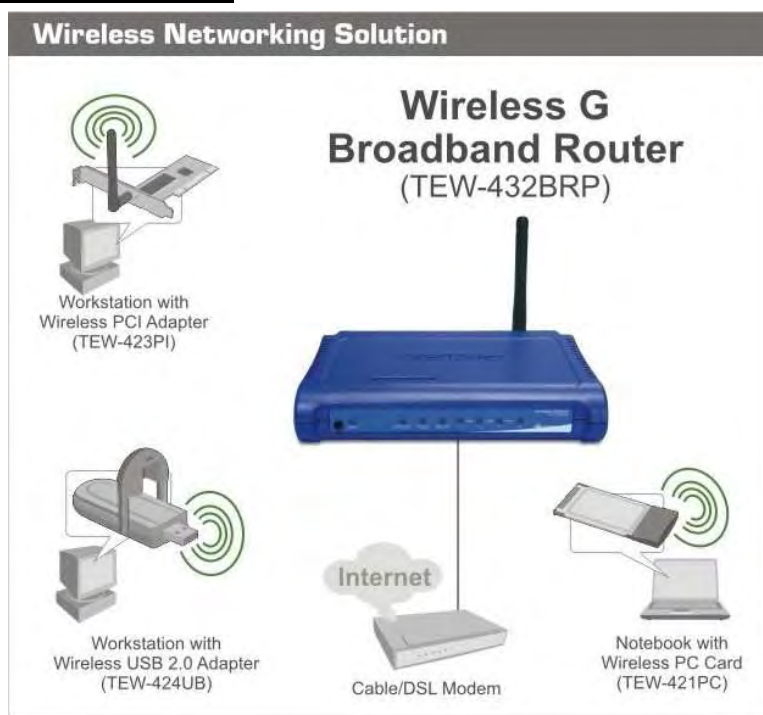 Wireless Networking Solution
Wireless G
Broadband Router
(TEW-432BRP)
Workstation with
Wireless PCI Adapter
(TEW-423PI)
Internet
Workstation with
Wireless USB 2.0 Adapter
(TEW-424UB)
Cable/DSL Modem
Notebook with
Wireless PC Card
(TEW-421PC)